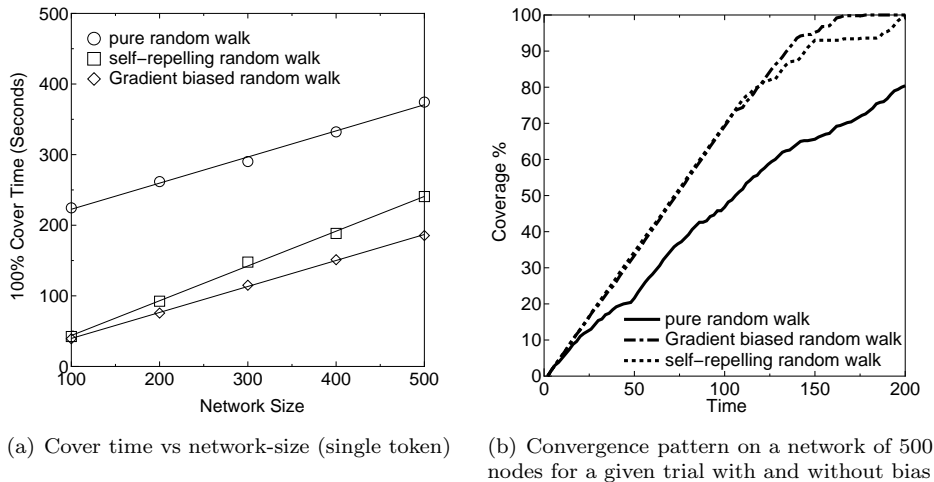 500
400
300
200
100
0
100% Cover Time (Seconds)
pure random walk
self−repelling random walk
Gradient biased random walk
100 200 300 400 500
Network Size
(a) Cover time vs network-size (single token)
100
90
80
70
60
50
40
30
20
10
0
Coverage %
pure random walk
Gradient biased random walk
self−repelling random walk
0 50 100 150 200
Time
(b) Convergence pattern on a network of 500
nodes for a given trial with and without bias